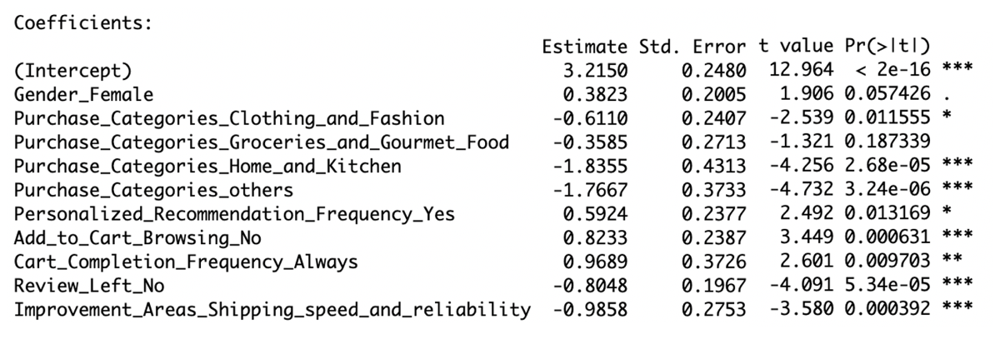 Coefficients:
Estimate Std. Error t value Pr(>|t|)
(Intercept) 3.2150 0.2480 12.964 < 2e-16 ***
Gender_Female 0.3823 0.2005 1.906 0.057426 .
Purchase_Categories_Clothing_and_Fashion -0.6110 0.2407 -2.539 0.011555 *
Purchase_Categories_Groceries_and_Gourmet_Food -0.3585 0.2713 -1.321 0.187339
Purchase_Categories_Home_and_Kitchen -1.8355 0.4313 -4.256 2.68e-05 ***
Purchase_Categories_others -1.7667 0.3733 -4.732 3.24e-06 ***
Personalized_Recommendation_Frequency_Yes 0.5924 0.2377 2.492 0.013169 *
Add_to_Cart_Browsing_No 0.8233 0.2387 3.449 0.000631 ***
Cart_Completion_Frequency_Always 0.9689 0.3726 2.601 0.009703 **
Review_Left_No -0.8048 0.1967 -4.091 5.34e-05 ***
Improvement_Areas_Shipping_speed_and_reliability -0.9858 0.2753 -3.580 0.000392 ***